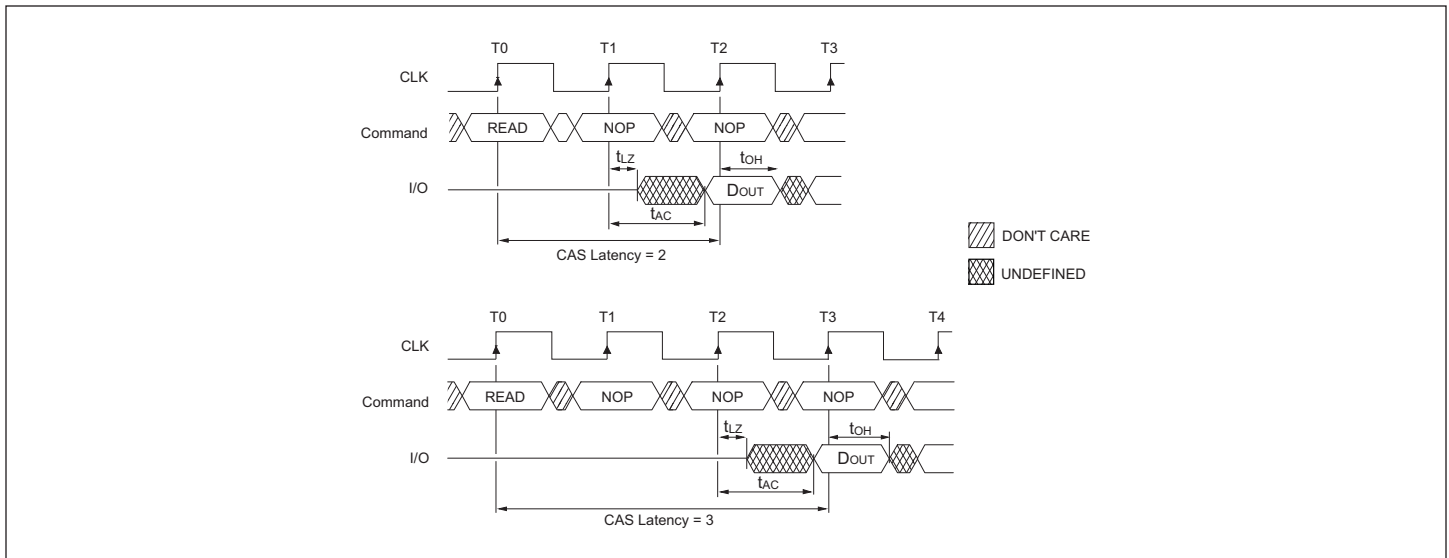 T0 T1 T2 T3
CLK
Command READ NOP NOP
tLZ tOH
I/O DOUT
tAC
CAS Latency = 2
DON'T CARE
UNDEFINED
T0 T1 T2 T3 T4
CLK
Command READ NOP NOP NOP
tLZ tOH
I/O DOUT
tAC
CAS Latency = 3